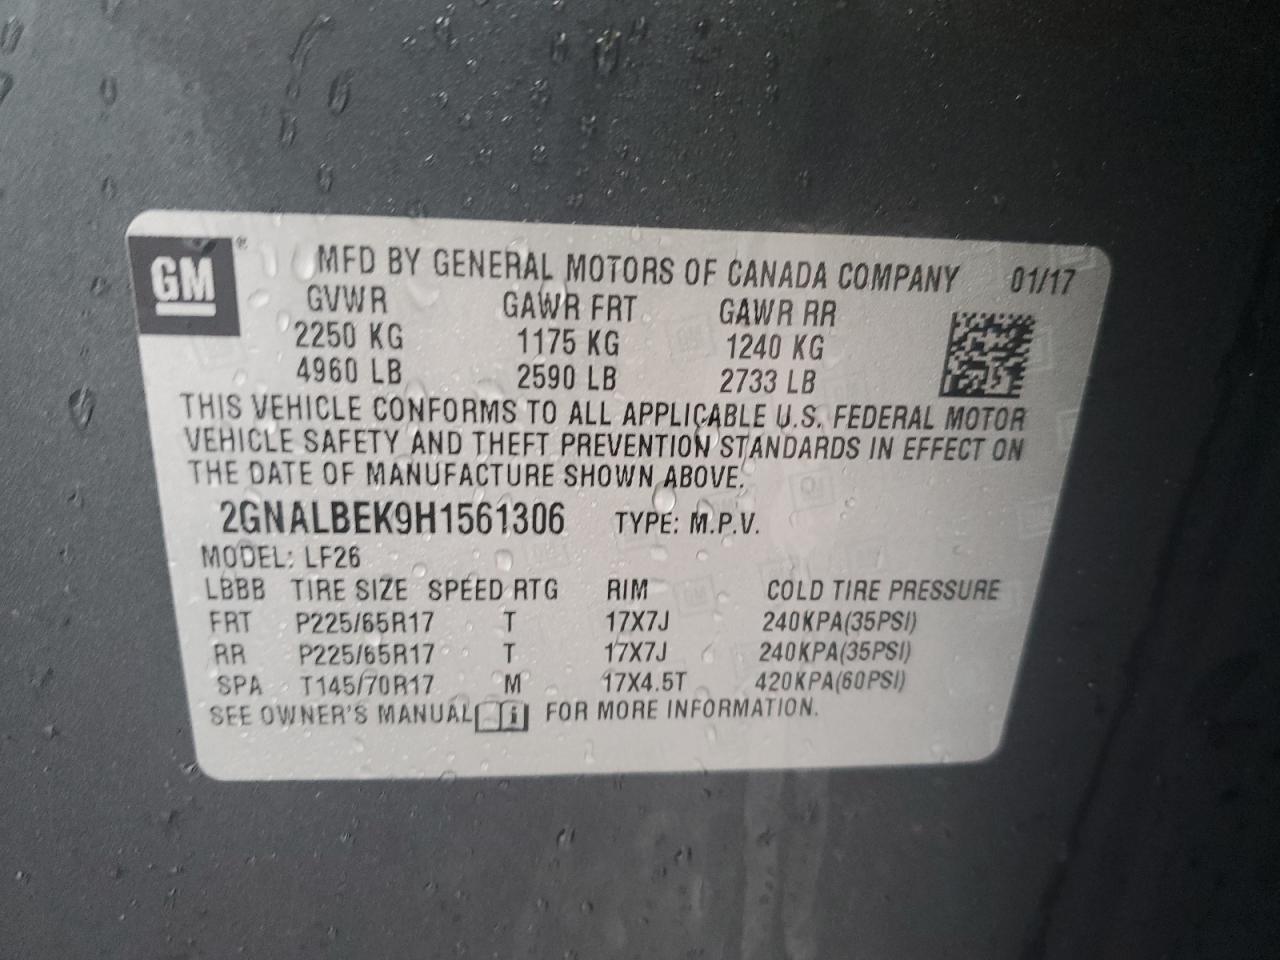 GM ®
MFD BY GENERAL MOTORS OF CANADA COMPANY 01/17
GVWR GAWR FRT GAWR RR
2250 KG 1175 KG 1240 KG
4960 LB 2590 LB 2733 LB
THIS VEHICLE CONFORMS TO ALL APPLICABLE U.S. FEDERAL MOTOR
VEHICLE SAFETY AND THEFT PREVENTION STANDARDS IN EFFECT ON
THE DATE OF MANUFACTURE SHOWN ABOVE.
2GNALBEK9H1561306 TYPE: M.P.V.
MODEL: LF26
LBBB TIRE SIZE SPEED RTG RIM COLD TIRE PRESSURE
FRT P225/65R17 T 17X7J 240KPA(35PSI)
RR P225/65R17 T 17X7J 240KPA(35PSI)
SPA T145/70R17 M 17X4.5T 420KPA(60PSI)
SEE OWNER'S MANUAL FOR MORE INFORMATION.